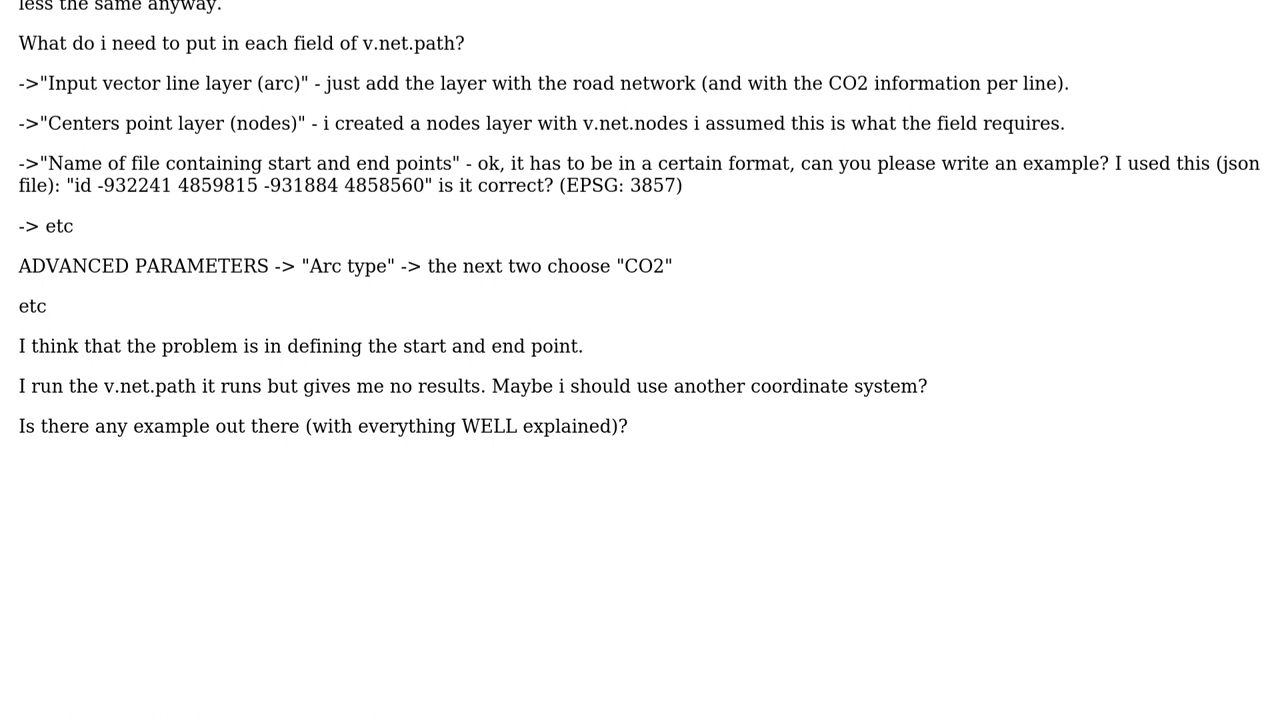 less the same anyway.
What do i need to put in each field of v.net.path?
->"Input vector line layer (arc)" - just add the layer with the road network (and with the CO2 information per line).
->"Centers point layer (nodes)" - i created a nodes layer with v.net.nodes i assumed this is what the field requires.
->"Name of file containing start and end points" - ok, it has to be in a certain format, can you please write an example? I used this (json
file): "id -932241 4859815 -931884 4858560" is it correct? (EPSG: 3857)
-> etc
ADVANCED PARAMETERS -> "Arc type" -> the next two choose "CO2"
etc
I think that the problem is in defining the start and end point.
I run the v.net.path it runs but gives me no results. Maybe i should use another coordinate system?
Is there any example out there (with everything WELL explained)?